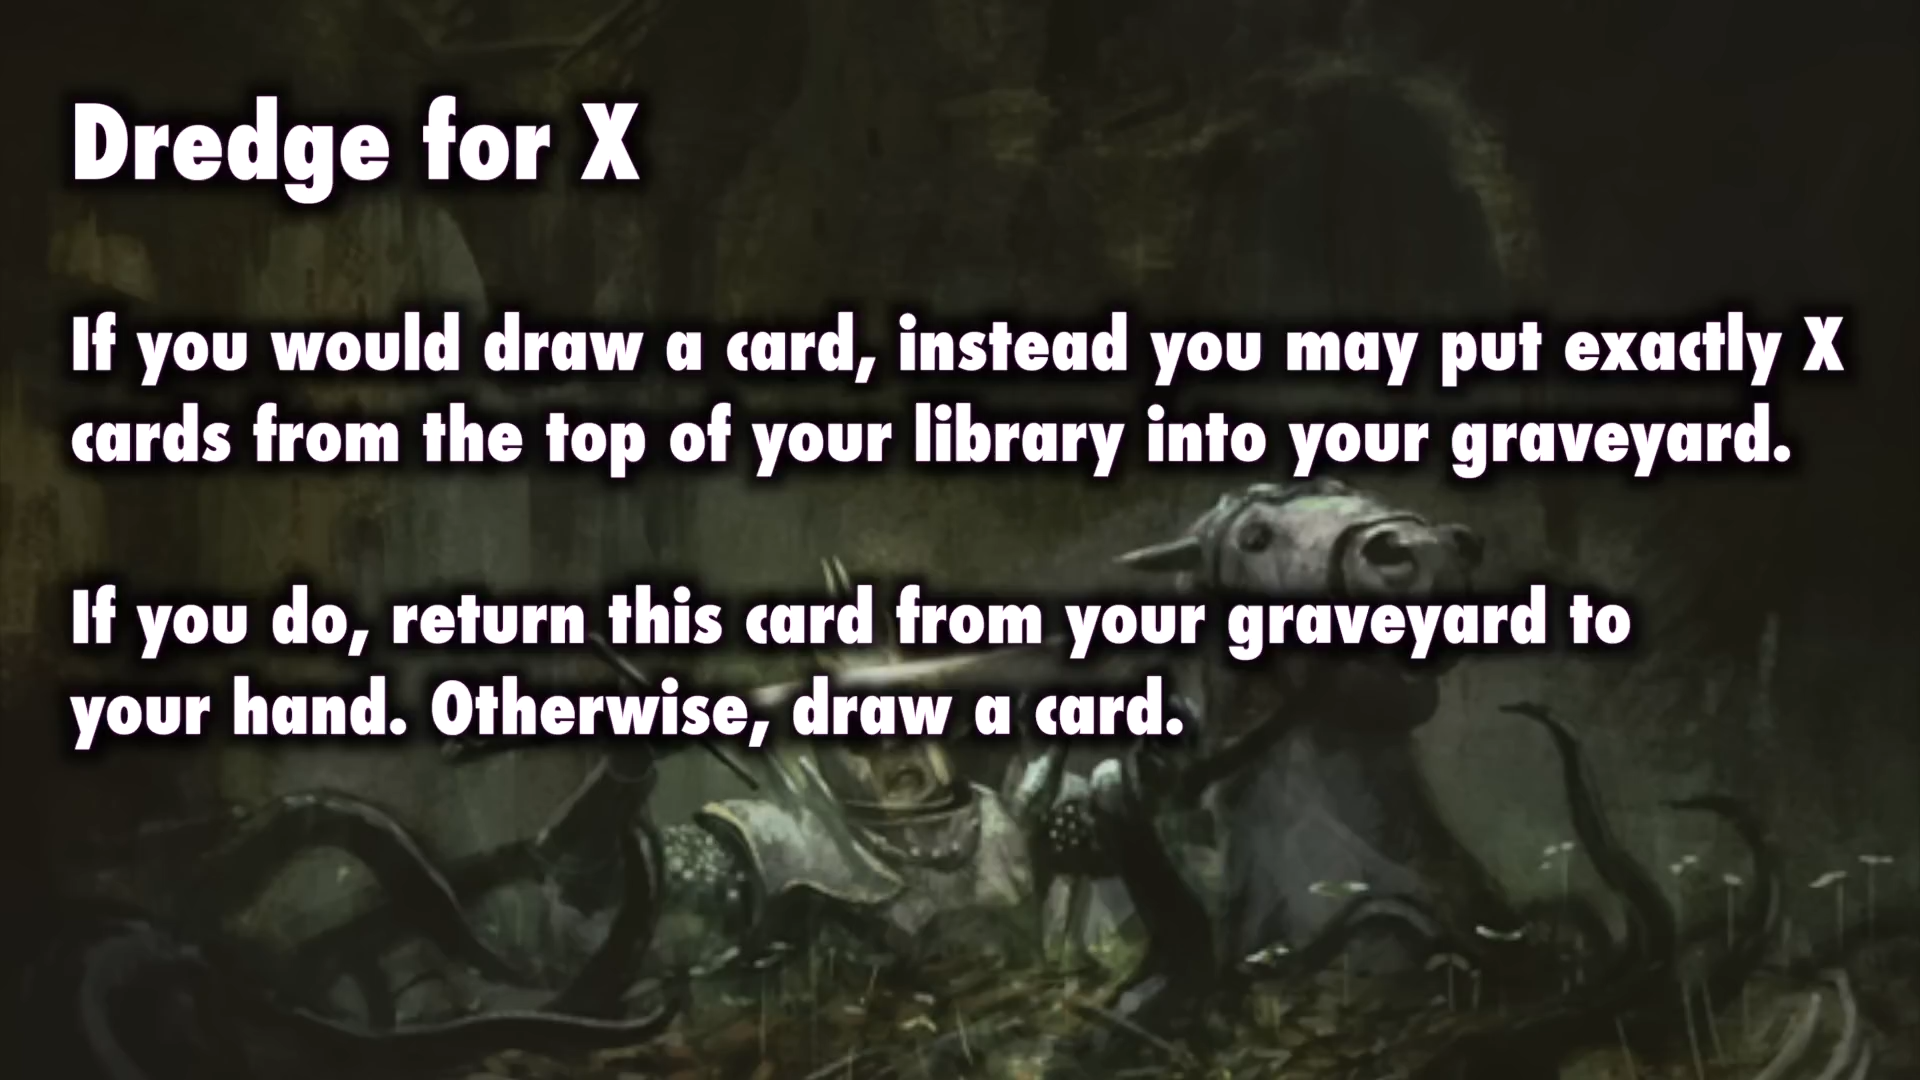 Dredge for X
If you would draw a card, instead you may put exactly X
cards from the top of your library into your graveyard.
If you do, return this card from your graveyard to
your hand. Otherwise, draw a card.